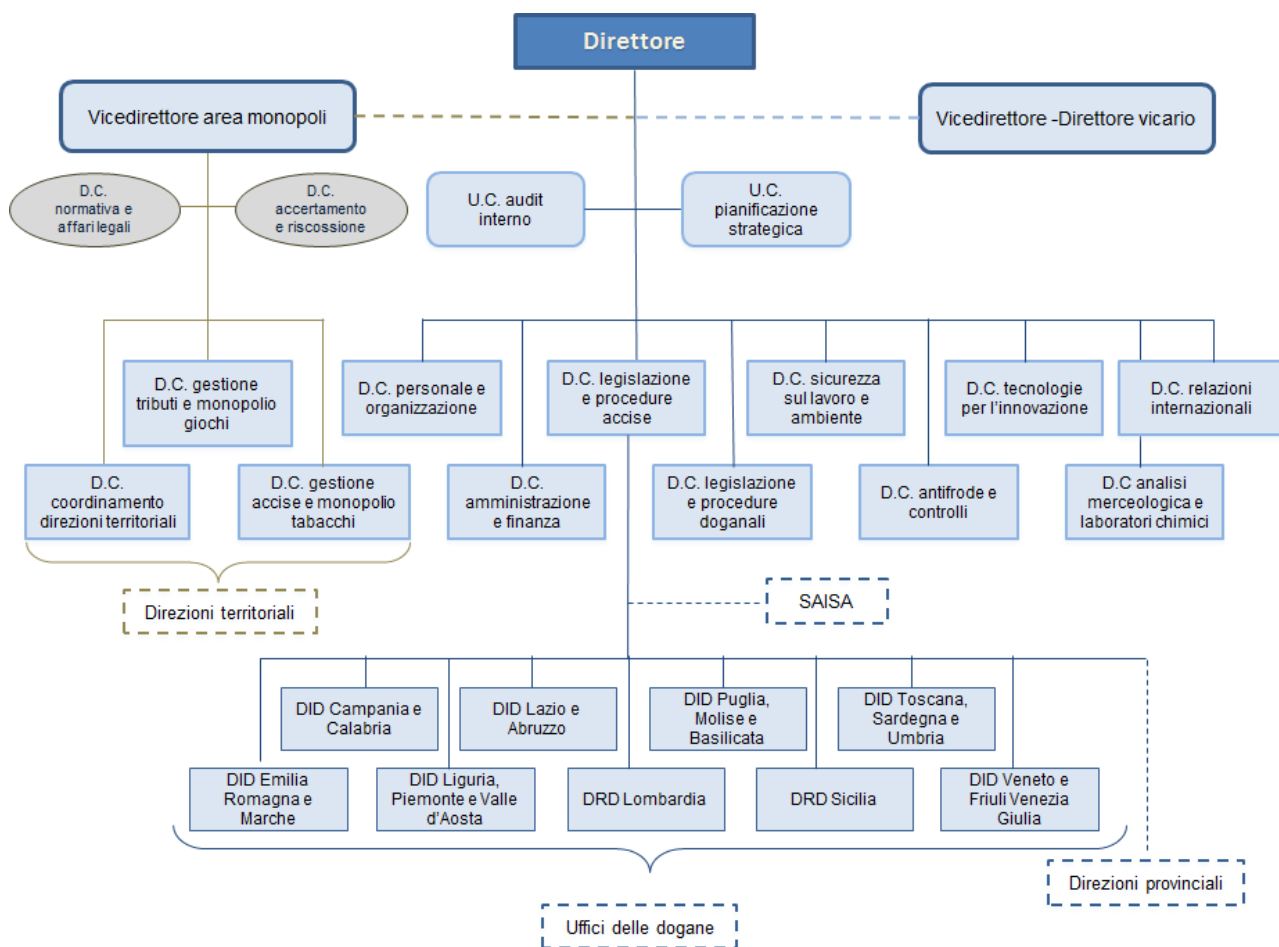 Direttore
Vicedirettore area monopoli
Vicedirettore -Direttore vicario
D.C.
normativa e
affari legali
D.C.
accertamento
e riscossione
U.C. audit
interno
U.C.
pianificazione
strategica
D.C. gestione
tributi e monopolio
giochi
D.C. personale e
organizzazione
D.C. legislazione
e procedure
accise
D.C. sicurezza
sul lavoro e
ambiente
D.C. tecnologie
per l'innovazione
D.C. relazioni
internazionali
D.C.
coordinamento
direzioni territoriali
D.C. gestione
accise e monopolio
tabacchi
D.C.
amministrazione
e finanza
D.C. legislazione
e procedure
doganali
D.C. antifrode e
controlli
D.C analisi
merceologica e
laboratori chimici
Direzioni territoriali
SAISA
DID Campania e
Calabria
DID Lazio e
Abruzzo
DID Puglia,
Molise e
Basilicata
DID Toscana,
Sardegna e
Umbria
DID Emilia
Romagna e
Marche
DID Liguria,
Piemonte e Valle
d'Aosta
DRD Lombardia
DRD Sicilia
DID Veneto e
Friuli Venezia
Giulia
Direzioni provinciali
Uffici delle dogane